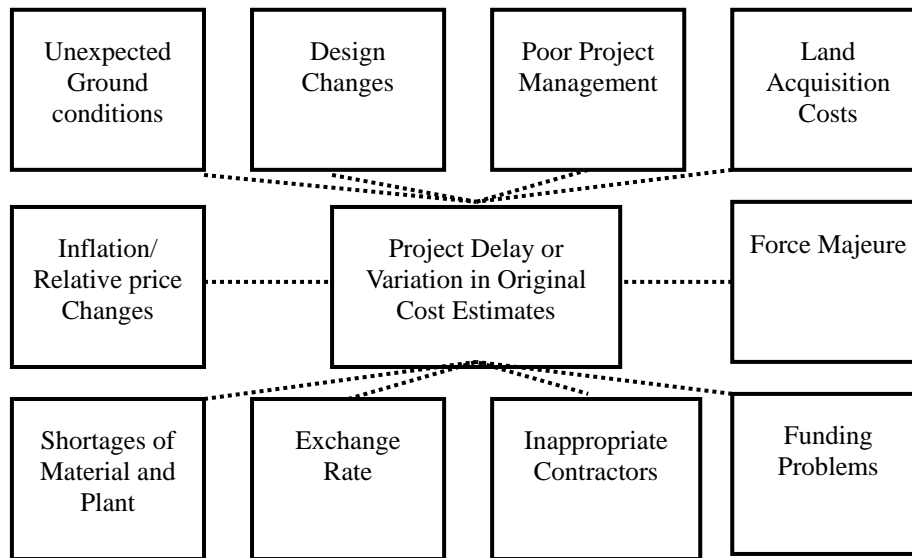 Unexpected
Ground
conditions
Design
Changes
Poor Project
Management
Land
Acquisition
Costs
Inflation/
Relative price
Changes
Project Delay or
Variation in Original
Cost Estimates
Force Majeure
Shortages of
Material and
Plant
Exchange
Rate
Inappropriate
Contractors
Funding
Problems